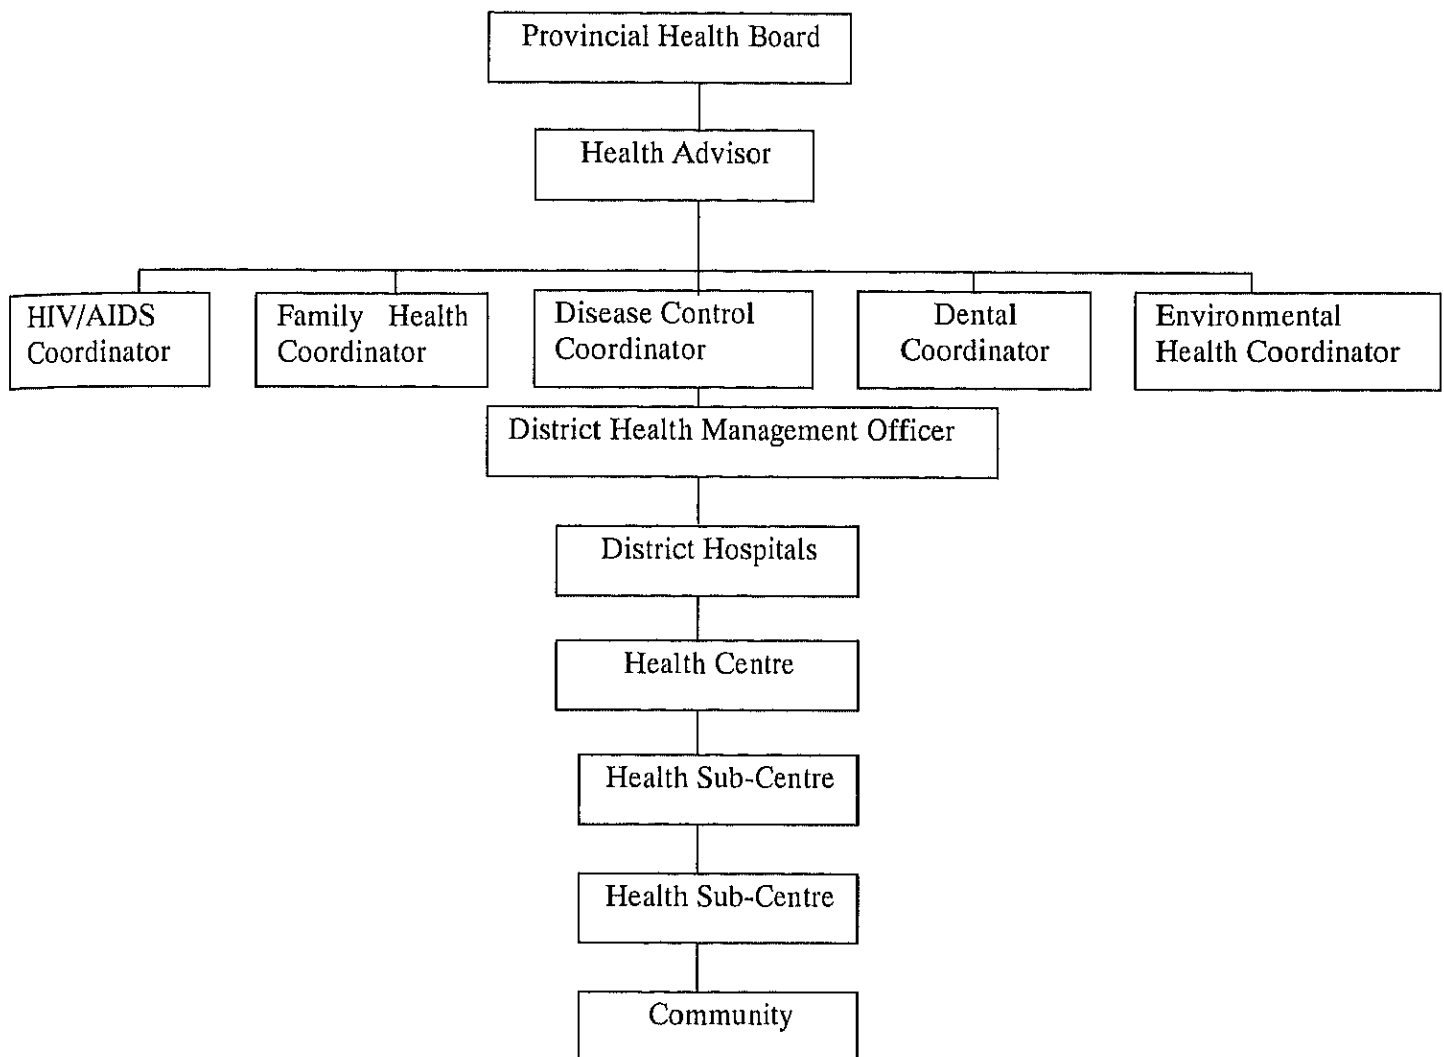 Provincial Health Board
Health Advisor
HIV/AIDS
Coordinator
Family Health
Coordinator
Disease Control
Coordinator
Dental
Coordinator
Environmental
Health Coordinator
District Health Management Officer
District Hospitals
Health Centre
Health Sub-Centre
Health Sub-Centre
Community